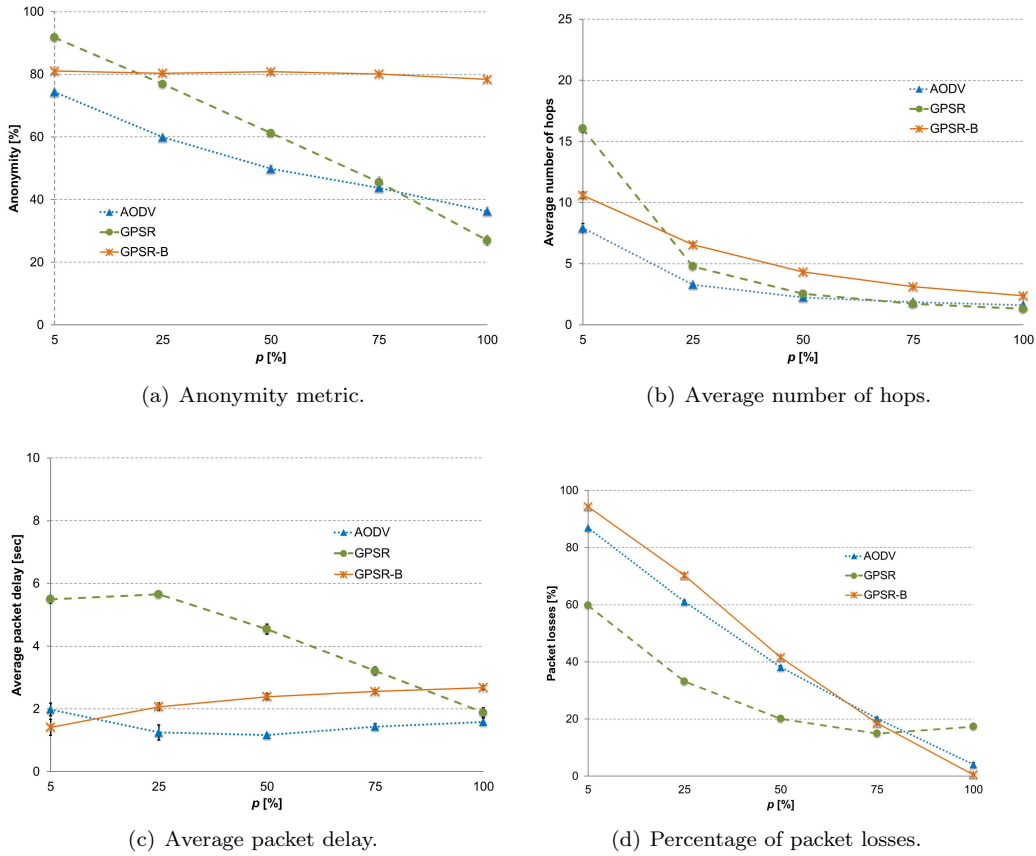 100
80
60
40
20
0
Anonymity [%]
AODV
GPSR
GPSR-B
5
25
50
75
100
p [%]
(a) Anonymity metric.
25
20
15
10
5
0
Average number of hops
AODV
GPSR
GPSR-B
5
25
50
75
100
p [%]
(b) Average number of hops.
10
8
6
4
2
0
Average packet delay [sec]
AODV
GPSR
GPSR-B
5
25
50
75
100
p [%]
(c) Average packet delay.
100
80
60
40
20
0
Packet losses [%]
AODV
GPSR
GPSR-B
5
25
50
75
100
p [%]
(d) Percentage of packet losses.